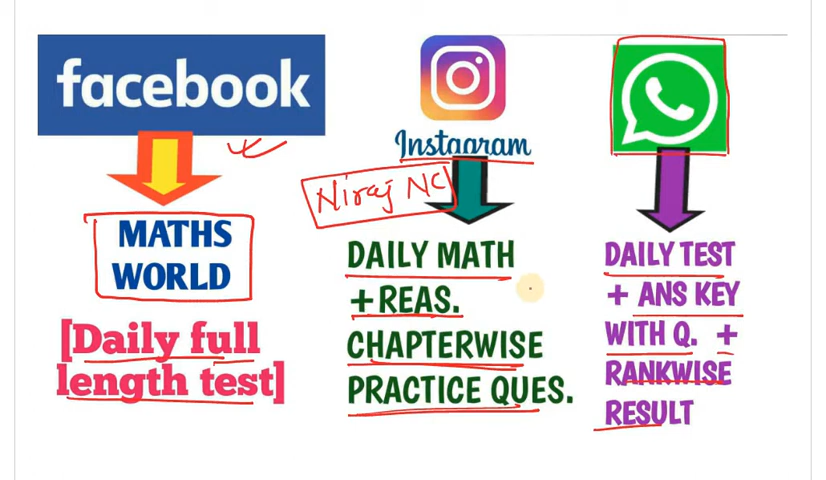 facebook
MATHS
WORLD
[Daily full
length test]
Instagram
Niraj NC
DAILY MATH
+REAS.
CHAPTERWISE
PRACTICE QUES.
DAILY TEST
+ ANS KEY
WITH Q. +
RANKWISE
RESULT